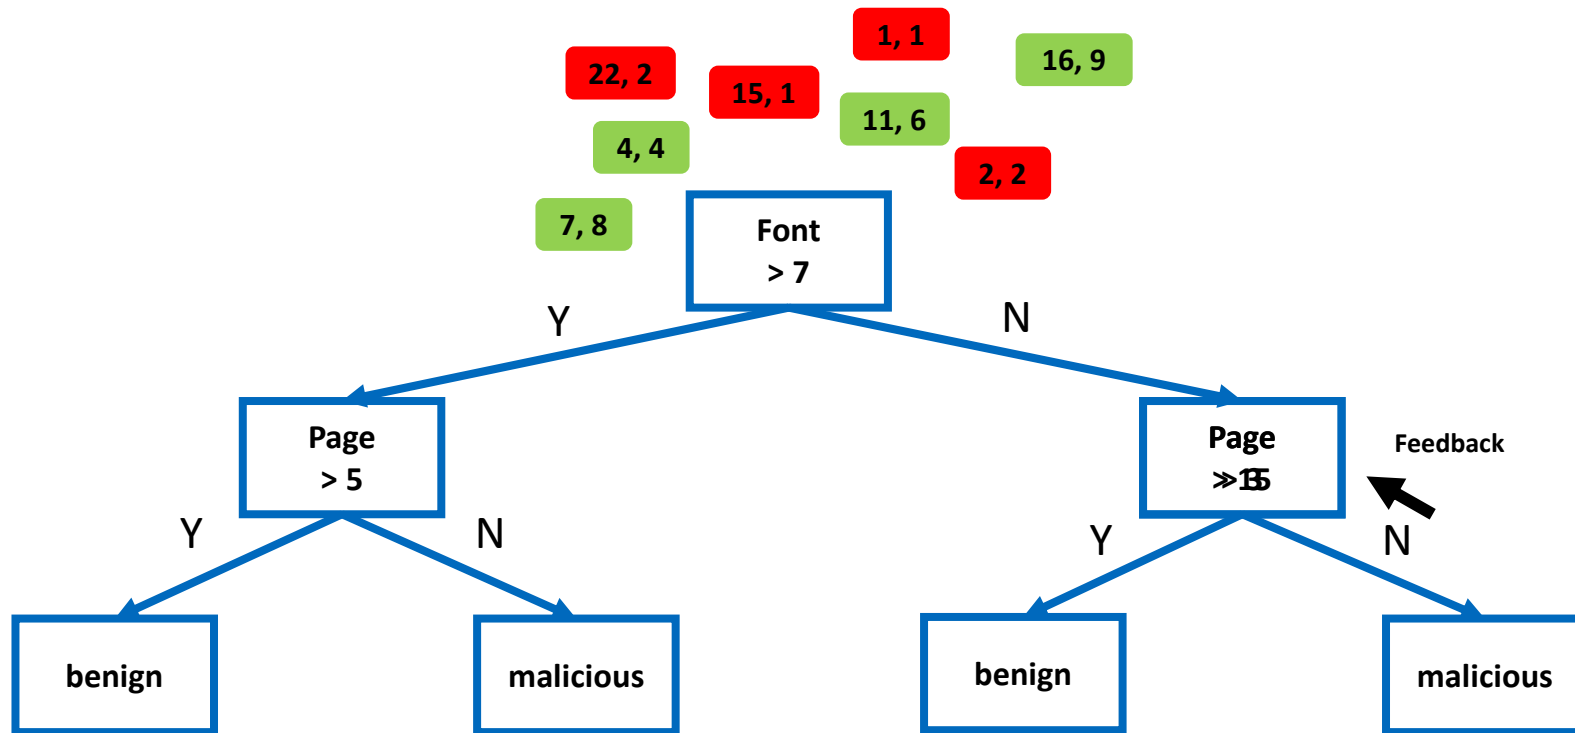 1, 1
16, 9
22, 2
15, 1
11, 6
4, 4
2, 2
7, 8
Font
> 7
Y
N
Page
> 5
Page
Feedback
Y
N
Y
N
benign
malicious
benign
malicious